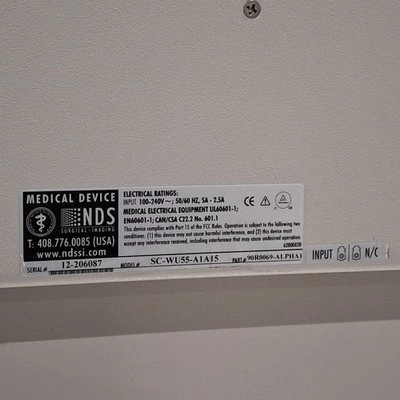 MEDICAL DEVICE
NDS
SURGICAL IMAGING
T: 408.776.0085 (USA)
www.ndssi.com
ELECTRICAL RATINGS:
INPUT 100-240V~; 50/60 HZ, 5A - 2.5A
MEDICAL ELECTRICAL EQUIPMENT UL60601-1;
EN60601-1; CAN/CSA C22.2 No. 601.1
This device complies with Part 15 of the FCC Rules. Operation is subject to the following
two conditions: (1) this device may not cause harmful interference, and (2) this device
must accept any interference received, including interference that may cause undesired operation.
CE
SERIAL# 12-206087
MODEL# SC-WU55-A1A15
PART# 90R0069-ALPHA1
INPUT N/C